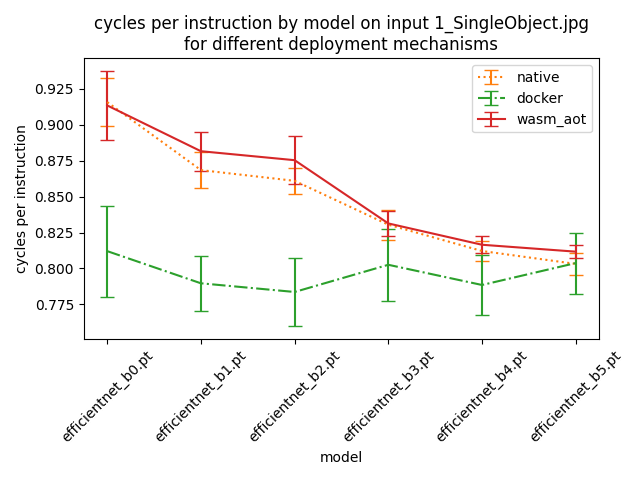 cycles per instruction by model on input 1_SingleObject.jpg
for different deployment mechanisms
native
docker
wasm_aot
cycles per instruction
0.925
0.900
0.875
0.850
0.825
0.800
0.775
efficientnet_b0.pt
efficientnet_b1.pt
efficientnet_b2.pt
efficientnet_b3.pt
efficientnet_b4.pt
efficientnet_b5.pt
model